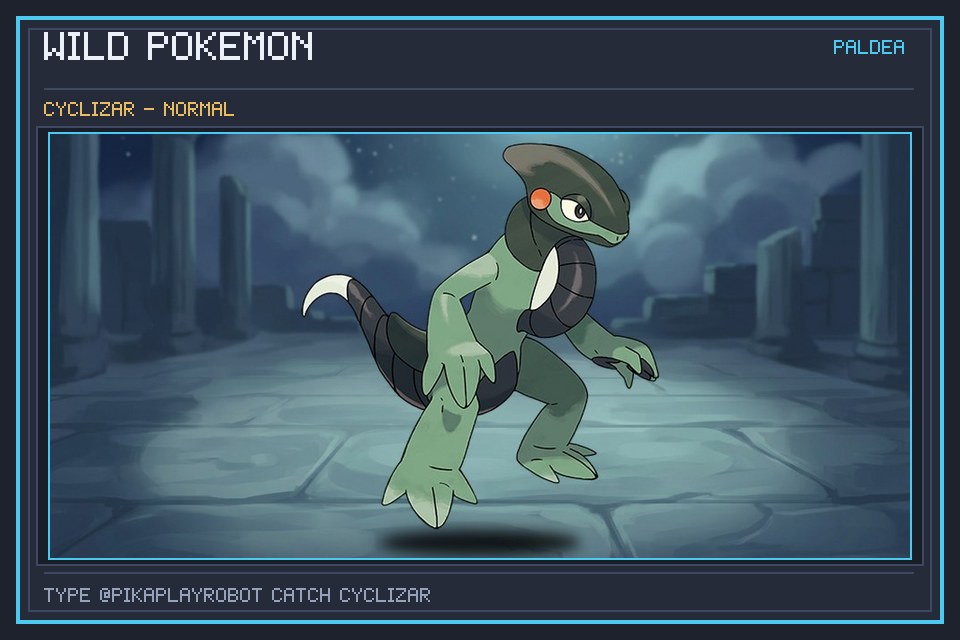 WILD POKEMON
PALDEA
CYCLIZAR - NORMAL
TYPE @PIKAPLAYROBOT CATCH CYCLIZAR